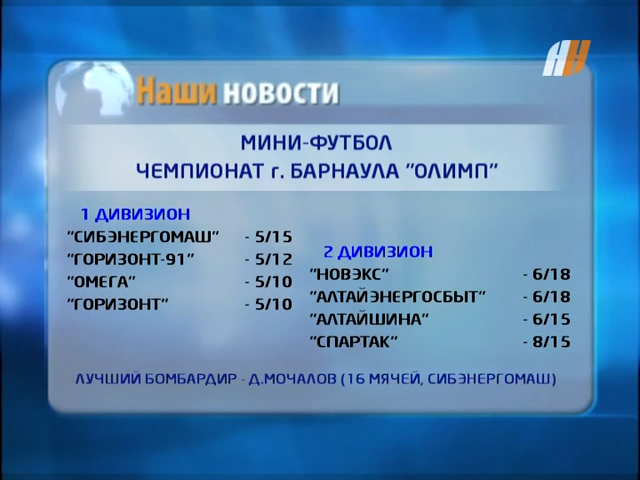 НН
Наши новости
МИНИ-ФУТБОЛ
ЧЕМПИОНАТ г. БАРНАУЛА "ОЛИМП"
1 ДИВИЗИОН
"СИБЭНЕРГОМАШ" - 5/15
"ГОРИЗОНТ-91" - 5/12
"ОМЕГА" - 5/10
"ГОРИЗОНТ" - 5/10
2 ДИВИЗИОН
"НОВЭКС" - 6/18
"АЛТАЙЭНЕРГОСБЫТ" - 6/18
"АЛТАЙШИНА" - 6/15
"СПАРТАК" - 8/15
ЛУЧШИЙ БОМБАРДИР - Д.МОЧАЛОВ (16 МЯЧЕЙ, СИБЭНЕРГОМАШ)